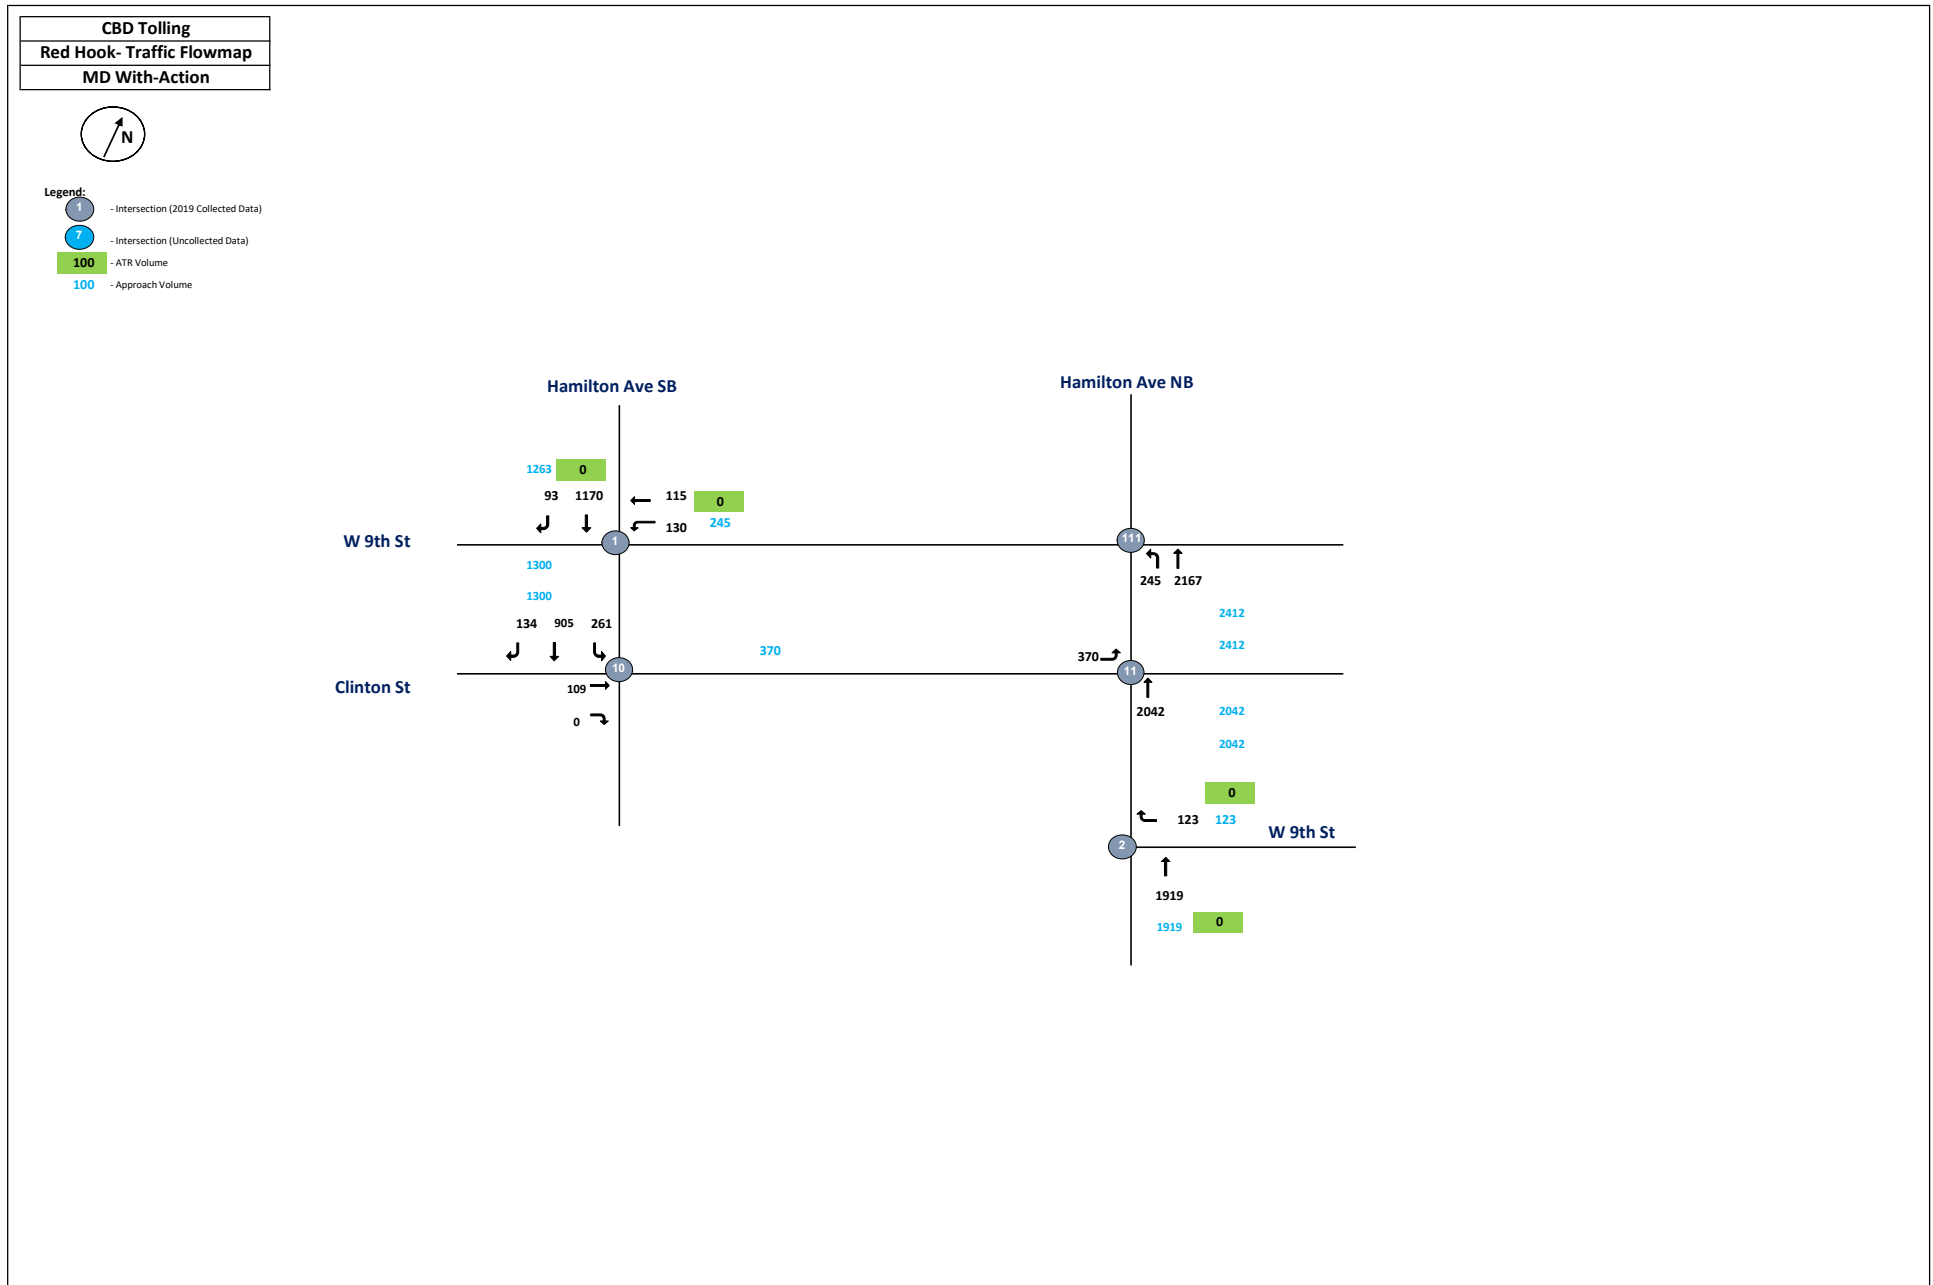 CBD Tolling
Red Hook- Traffic Flowmap
MD With-Action
N
Legend:
1 - Intersection (2019 Collected Data)
7 - Intersection (Uncollected Data)
100 - ATR Volume
100 - Approach Volume
Hamilton Ave SB
Hamilton Ave NB
1263 0
93 1170
115 0
130 245
W 9th St
1
111
245 2167
1300
1300
2412
2412
134 905 261
370
370
10
11
Clinton St
109
0
2042
2042
2042
0
123 123
W 9th St
2
1919
1919 0